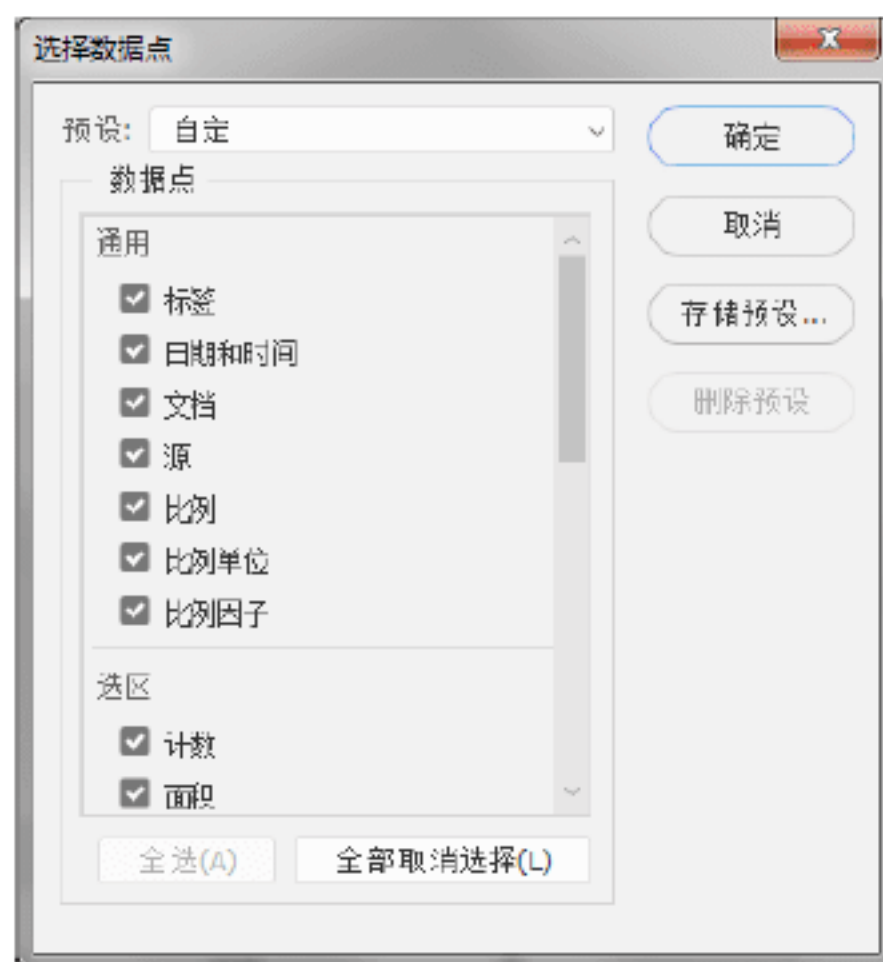 选择数据点
预设: 自定
确定
数据点
取消
通用
标签
存储预设...
日期和时间
文档
删除预设
源
比例
比例单位
比例因子
选区
计数
面积
全选(A)
全部取消选择(L)